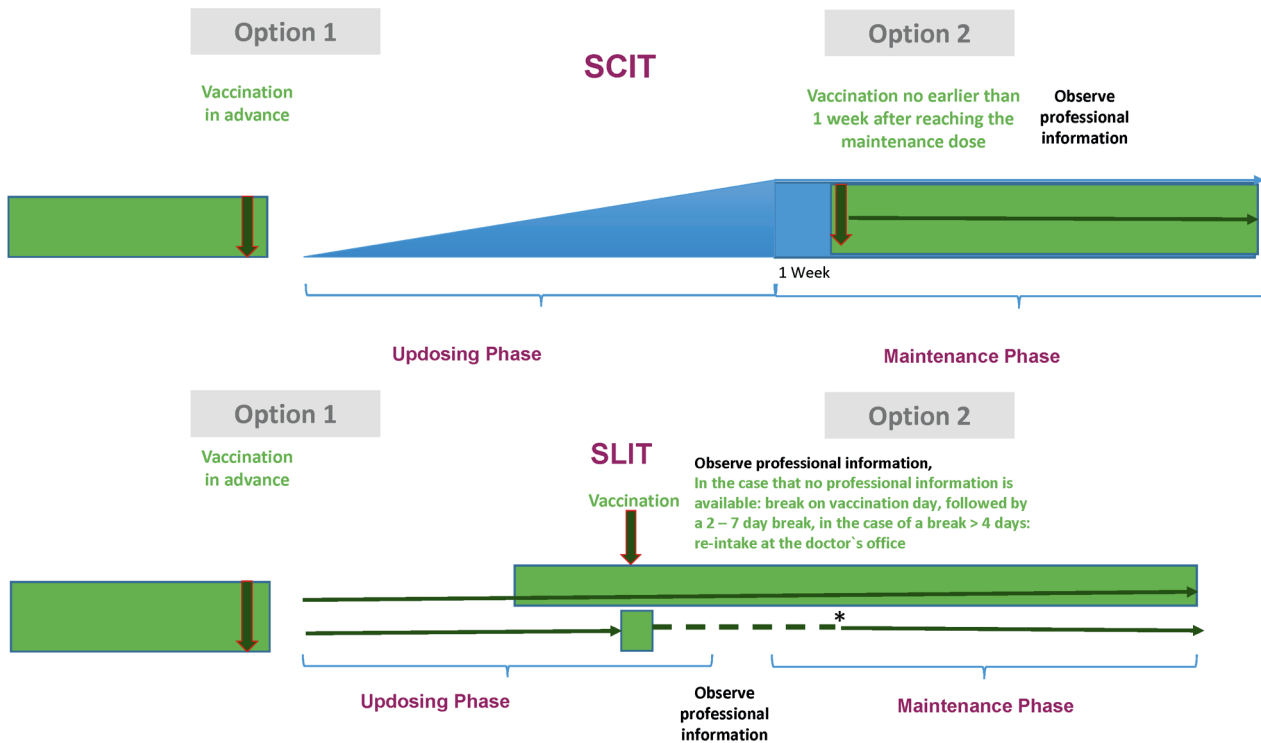 Option 1
Option 2
SCIT
Vaccination
in advance
Vaccination no earlier than
1 week after reaching the
maintenance dose
Observe
professional
information
1 Week
Updosing Phase
Maintenance Phase
Option 1
Option 2
SLIT
Vaccination
in advance
Vaccination
Observe professional information,
In the case that no professional information is
available: break on vaccination day, followed by
a 2 – 7 day break, in the case of a break > 4 days:
re-intake at the doctor`s office
*
Updosing Phase
Observe
professional
information
Maintenance Phase